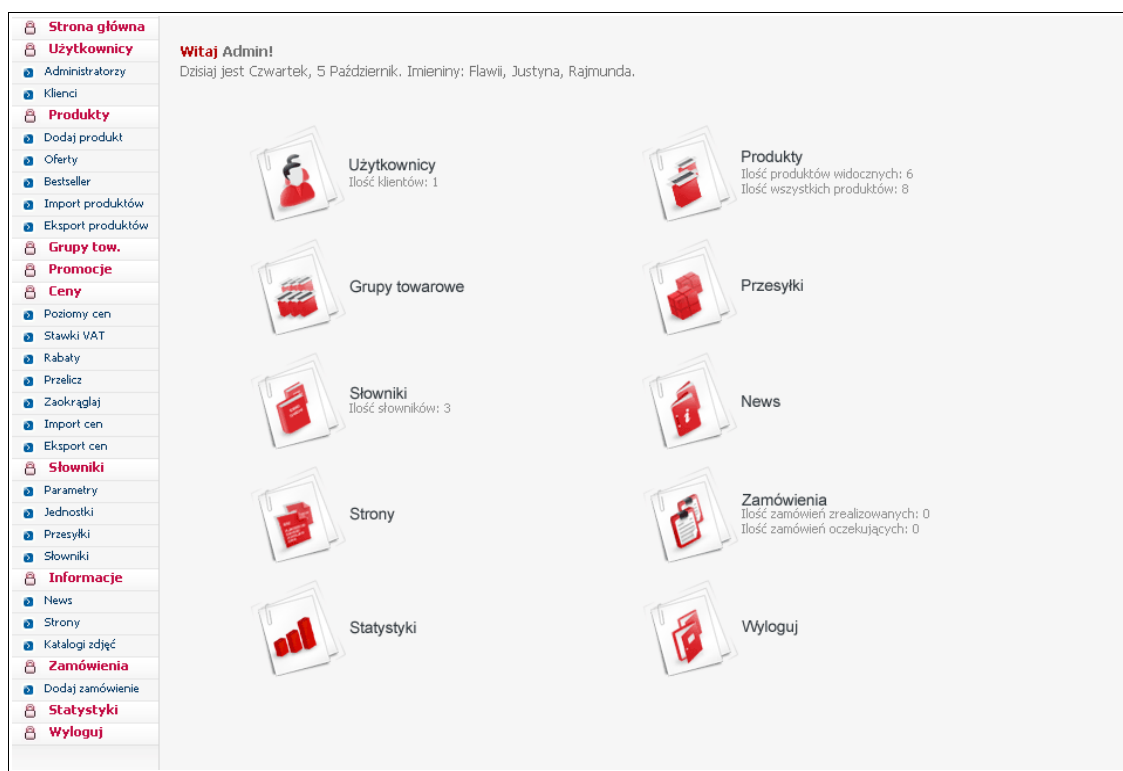 Strona główna
Użytkownicy
Administratorzy
Klienci
Produkty
Dodaj produkt
Oferty
Bestseller
Import produktów
Eksport produktów
Grupy tow.
Promocje
Ceny
Poziomy cen
Stawki VAT
Rabaty
Przelicz
Zaokrąglaj
Import cen
Eksport cen
Słowniki
Parametry
Jednostki
Przesyłki
Słowniki
Informacje
News
Strony
Katalogi zdjęć
Zamówienia
Dodaj zamówienie
Statystyki
Wyloguj
Witaj Admin!
Dzisiaj jest Czwartek, 5 Październik. Imieniny: Flawii, Justyna, Rajmunda.
Użytkownicy
Ilość klientów: 1
Produkty
Ilość produktów widocznych: 6
Ilość wszystkich produktów: 8
Grupy towarowe
Przesyłki
Słowniki
Ilość słowników: 3
News
Strony
Zamówienia
Ilość zamówień zrealizowanych: 0
Ilość zamówień oczekujących: 0
Statystyki
Wyloguj